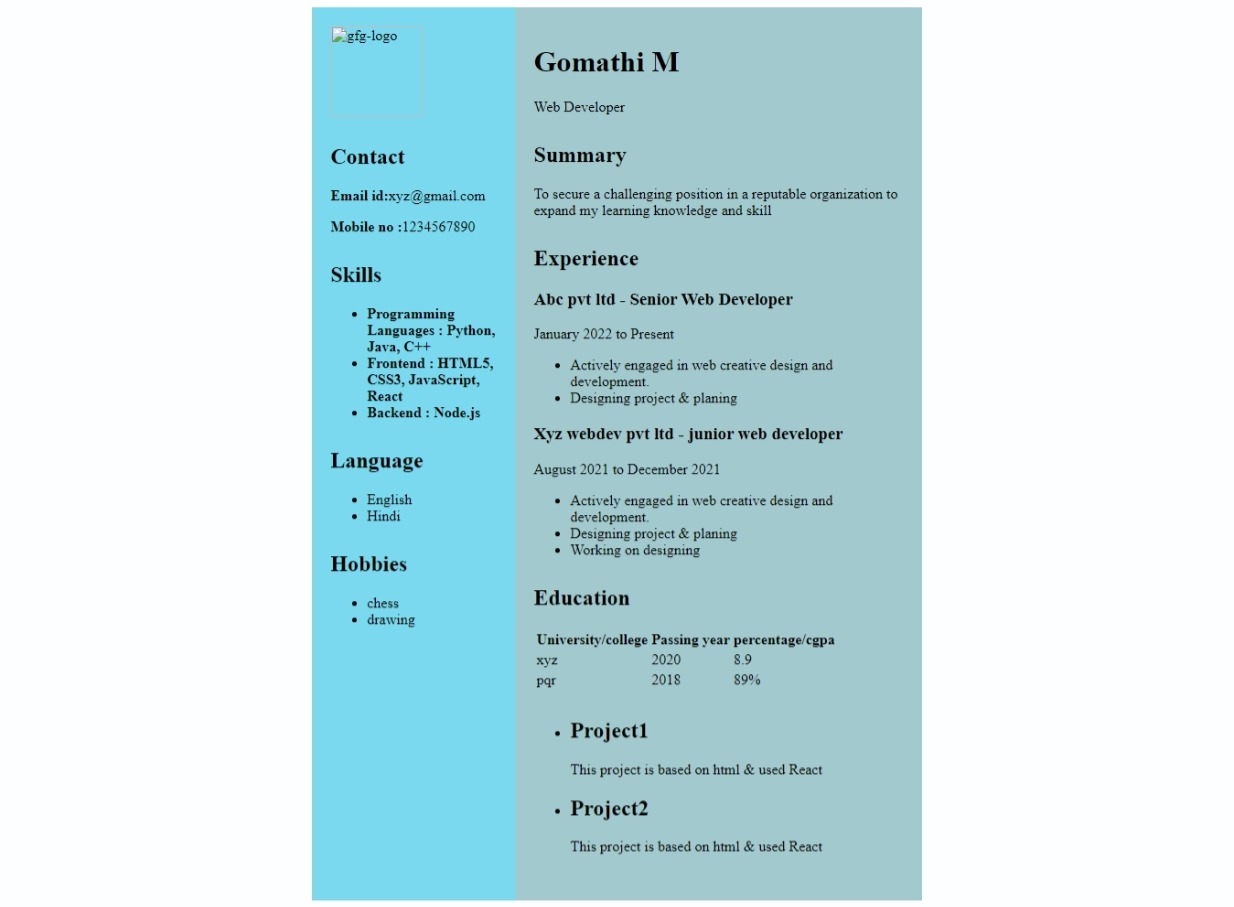 gfg-logo
Contact
Email id:xyz@gmail.com
Mobile no :1234567890
Skills
Programming
Languages : Python,
Java, C++
Frontend : HTML5,
CSS3, JavaScript,
React
Backend : Node.js
Language
English
Hindi
Hobbies
chess
drawing
Gomathi M
Web Developer
Summary
To secure a challenging position in a reputable organization to
expand my learning knowledge and skill
Experience
Abc pvt ltd - Senior Web Developer
January 2022 to Present
Actively engaged in web creative design and
development.
Designing project & planing
Xyz webdev pvt ltd - junior web developer
August 2021 to December 2021
Actively engaged in web creative design and
development.
Designing project & planing
Working on designing
Education
University/college Passing year percentage/cgpa
xyz 2020 8.9
pqr 2018 89%
Project1
This project is based on html & used React
Project2
This project is based on html & used React